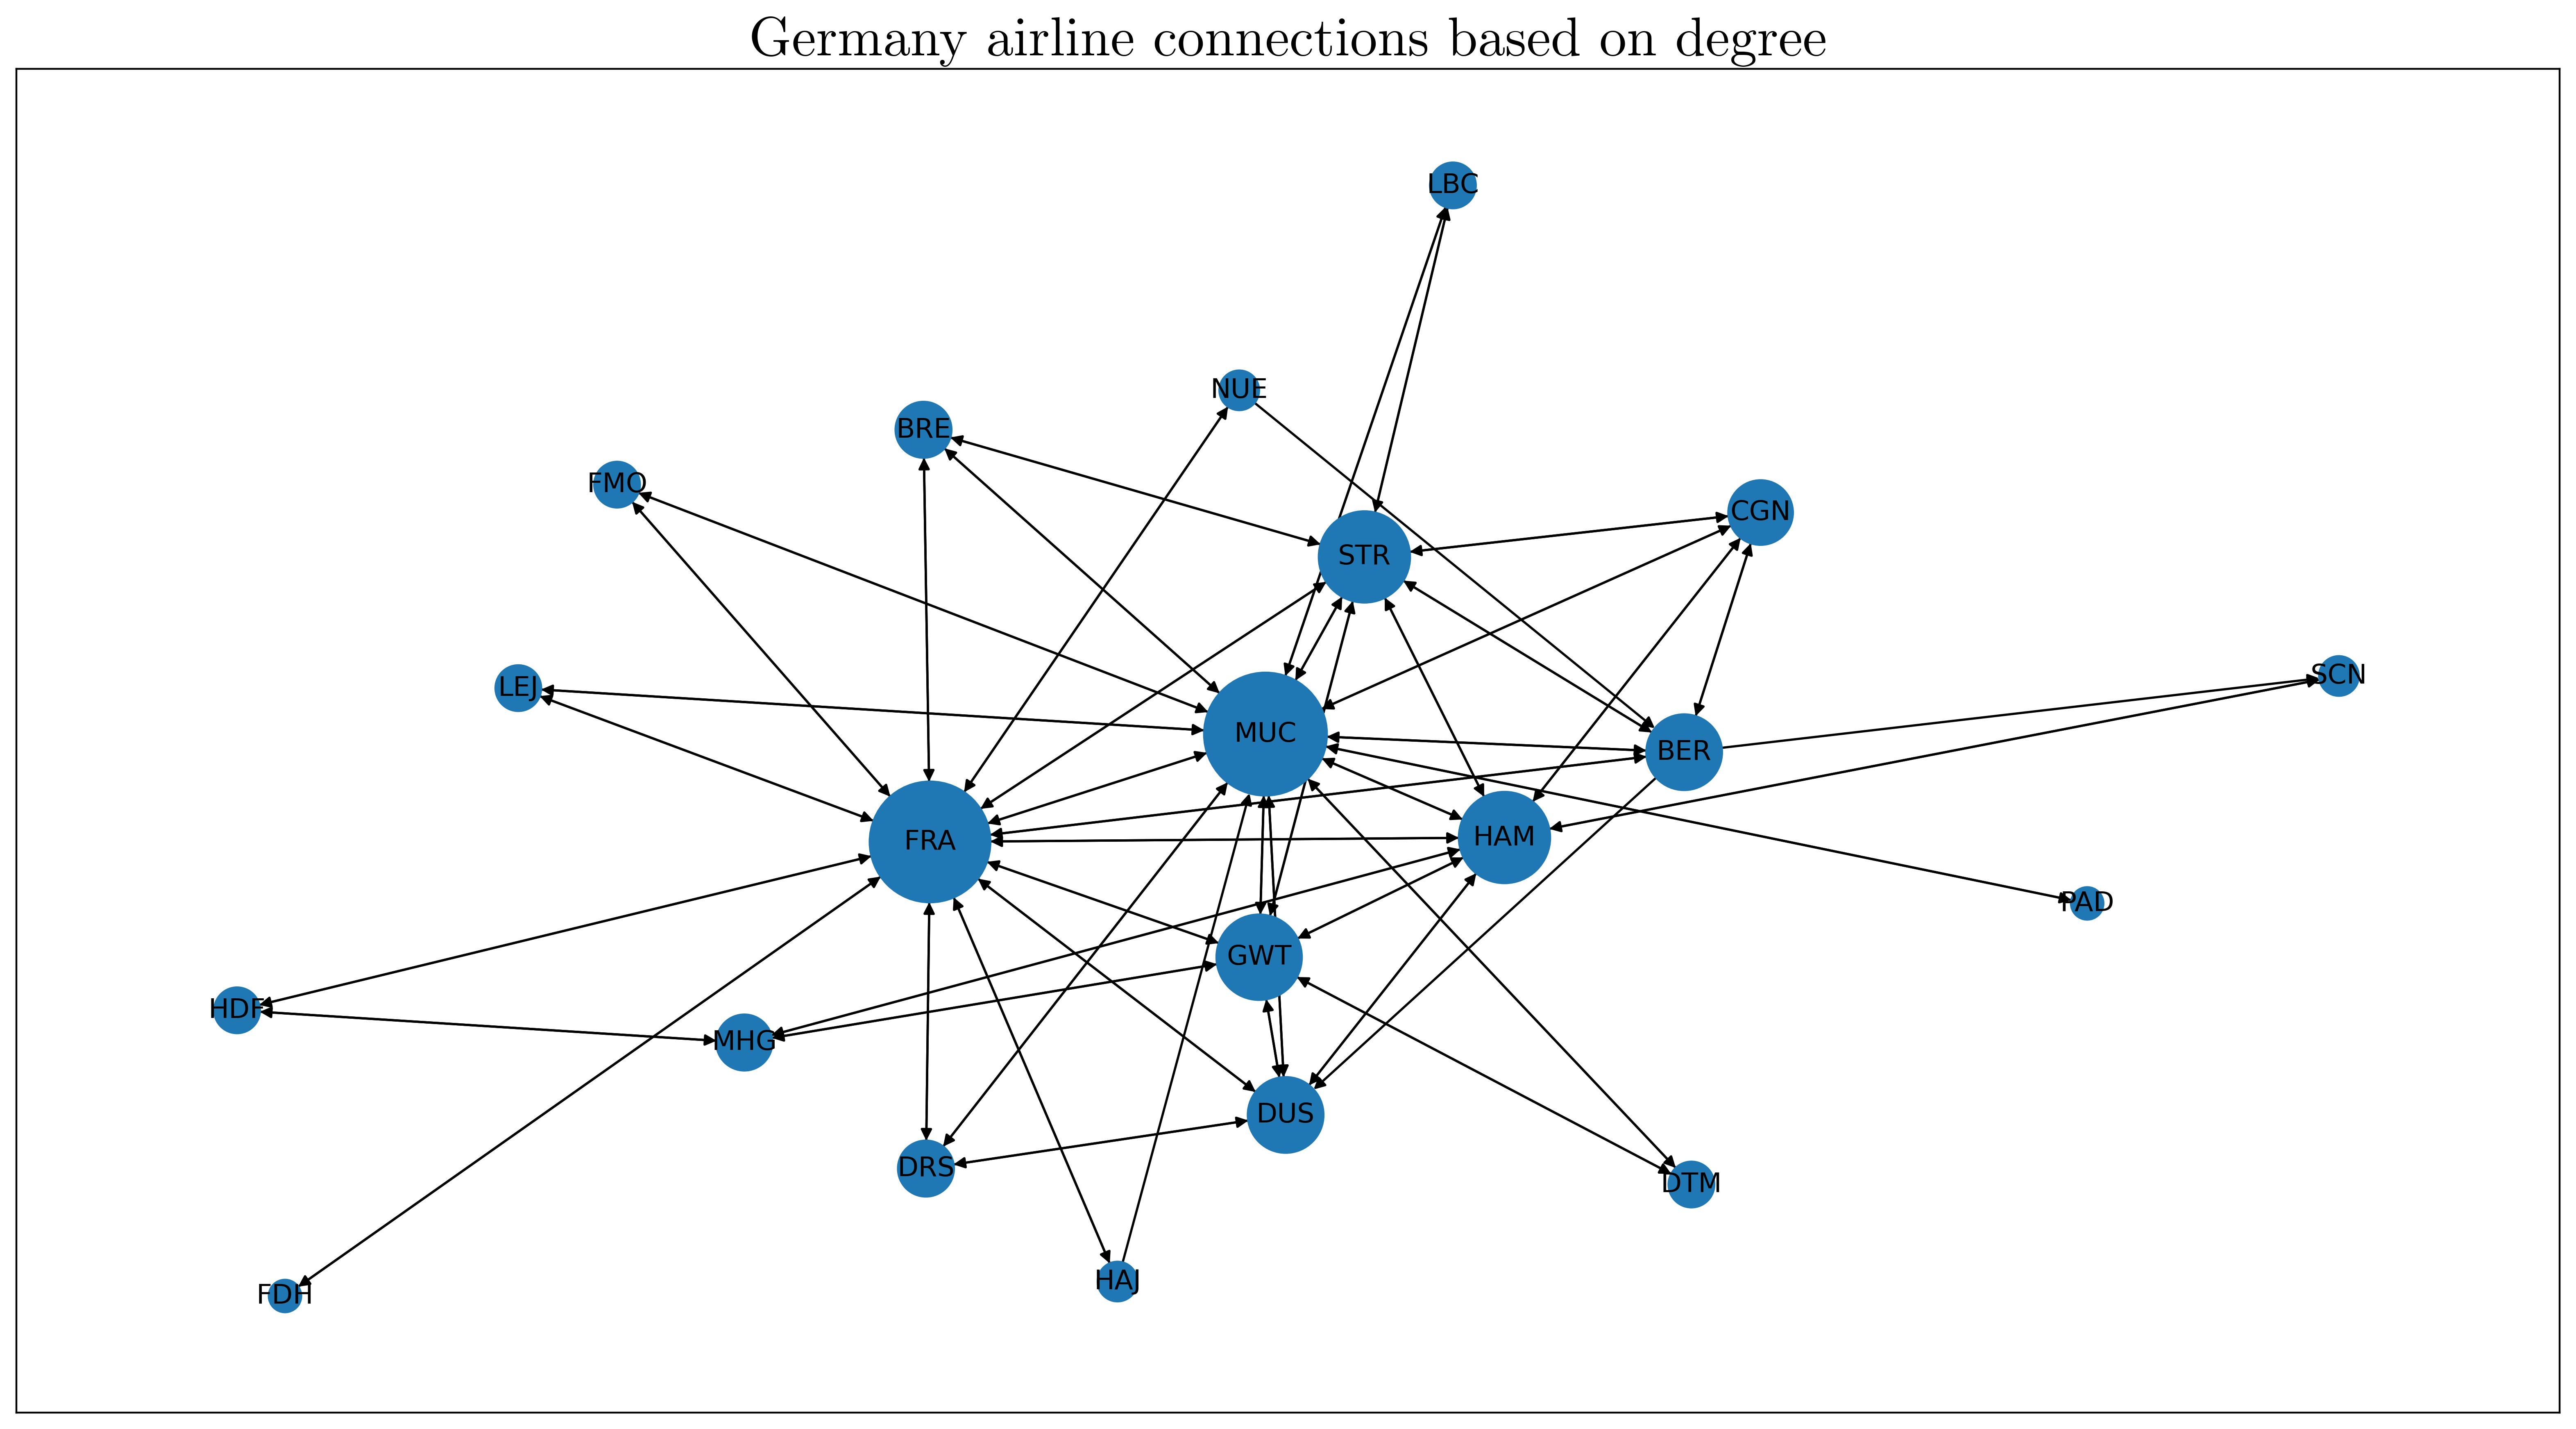 Germany airline connections based on degree
LBC
NUE
BRE
FMO
CGN
STR
SCN
LEJ
MUC
BER
HAM
FRA
PAD
GWT
HDF
MHG
DUS
DRS
DTM
HAJ
FDH